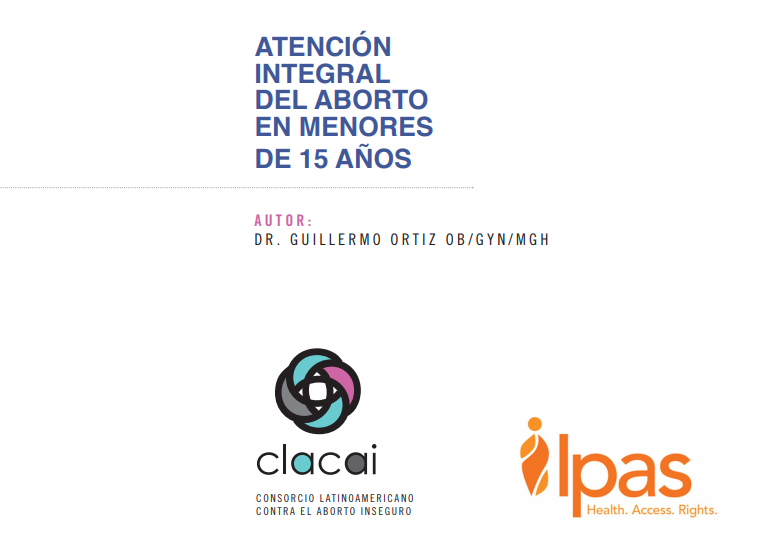 ATENCIÓN
INTEGRAL
DEL ABORTO
EN MENORES
DE 15 AÑOS
AUTOR:
DR. GUILLERMO ORTIZ OB/GYN/MGH
clacai
CONSORCIO LATINOAMERICANO
CONTRA EL ABORTO INSEGURO
Ipas
Health. Access. Rights.